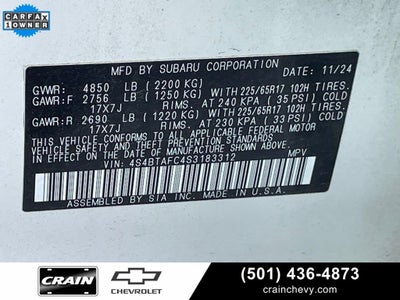 CARFAX
1 OWNER
MFD. BY SUBARU CORPORATION DATE: 11/24
GVWR: 4850 LB (2200 KG)
GAWR:F 2756 LB (1250 KG) WITH 225/65R17 102H TIRES,
17X7J RIMS, AT 240 KPA (35 PSI) COLD
GAWR:R 2690 LB (1220 KG) WITH 225/65R17 102H TIRES,
17X7J RIMS, AT 230 KPA (33 PSI) COLD
THIS VEHICLE CONFORMS TO ALL APPLICABLE FEDERAL
MOTOR VEHICLE SAFETY, BUMPER, AND THEFT PREVENTION
STANDARDS IN EFFECT ON THE DATE OF MANUFACTURE
SHOWN ABOVE.
VIN: 4S4BTAFC4S3183312 MPV
ASSEMBLED BY SIA INC. MADE IN U.S.A.
CRAIN
CHEVROLET
(501) 436-4873
crainchevy.com